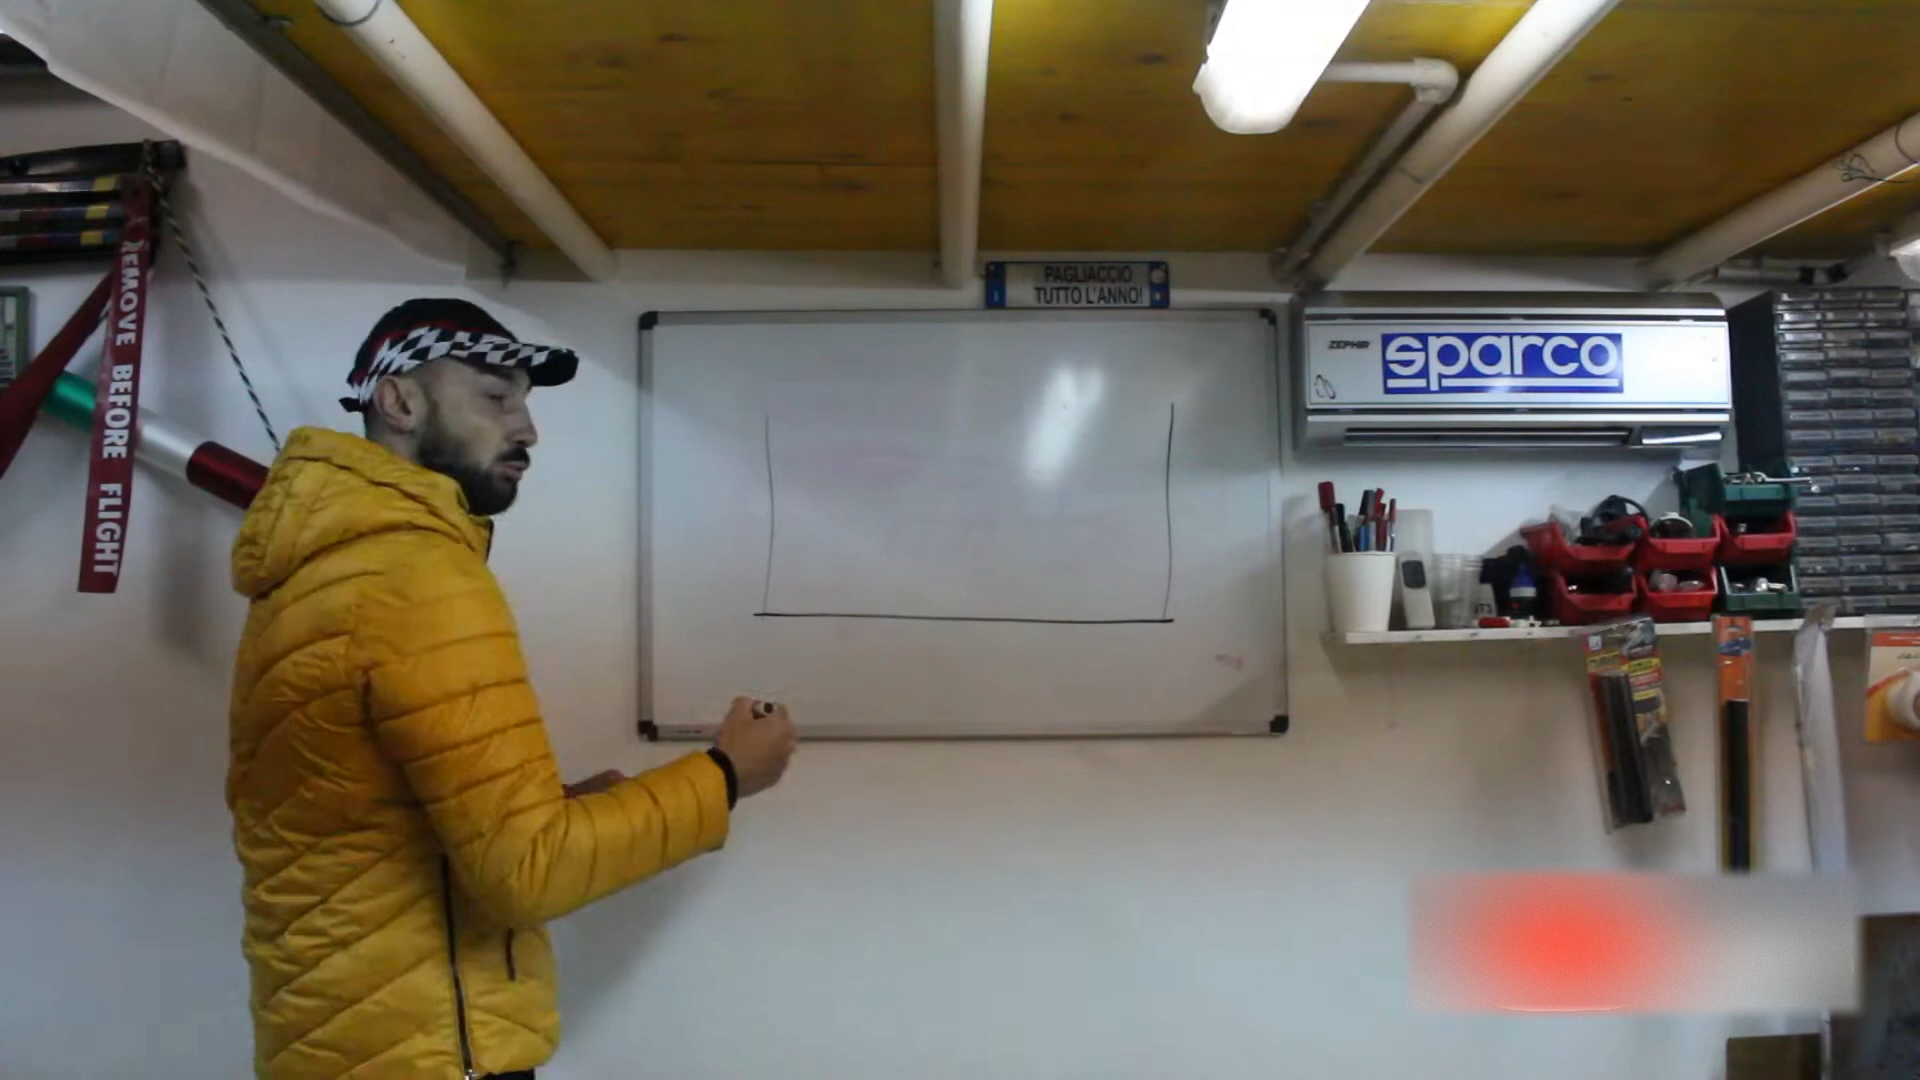 PAGLIACCIO
TUTTO L'ANNO!
ZEPHIR
sparco
REMOVE BEFORE FLIGHT